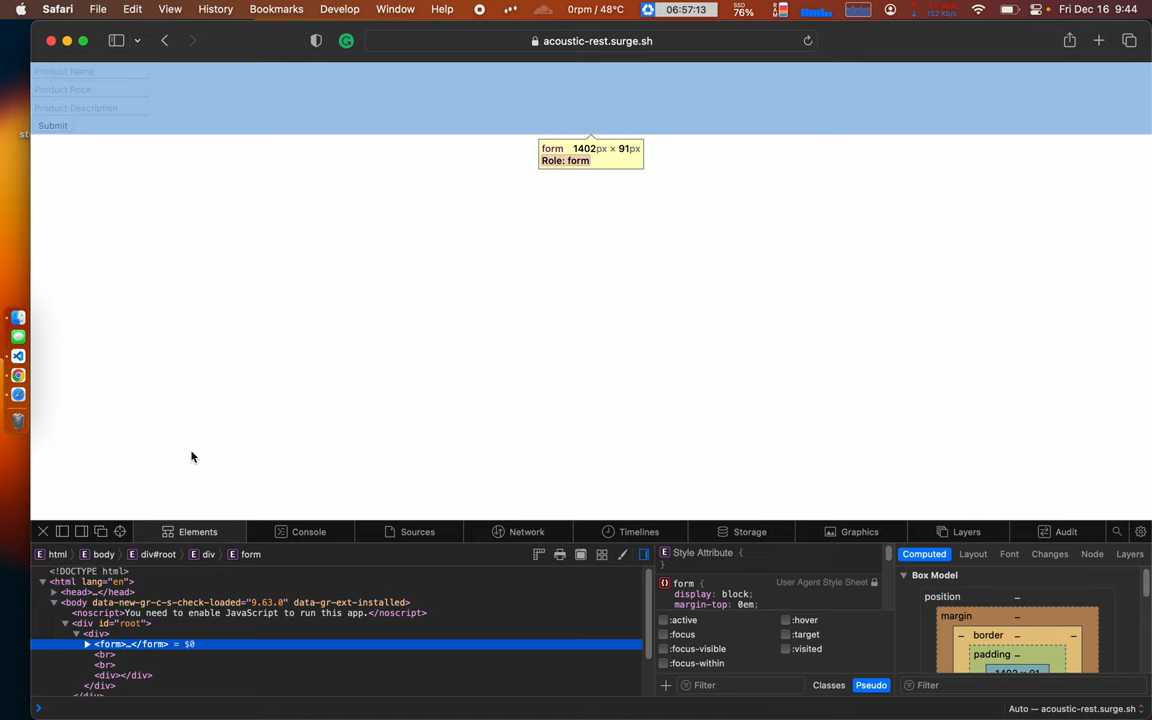 Safari File Edit View History Bookmarks Develop Window Help 0rpm / 48°C 06:57:13 SSD 76% 152 Kb/s Fri Dec 16 9:44
acoustic-rest.surge.sh
Product Name
Product Price
Product Description
Submit
form 1402px × 91px
Role: form
Elements Console Sources Network Timelines Storage Graphics Layers Audit
E html E body E div#root E div E form
<!DOCTYPE html>
<html lang="en">
<head>…</head>
<body data-new-gr-c-s-check-loaded="9.63.0" data-gr-ext-installed>
<noscript>You need to enable JavaScript to run this app.</noscript>
<div id="root">
<div>
<form>…</form> = $0
<br>
<br>
<div></div>
</div>
Style Attribute {
}
form { User Agent Style Sheet
display: block;
margin-top: 0em;
:active :hover
:focus :target
:focus-visible :visited
:focus-within
Filter Classes Pseudo
Computed Layout Font Changes Node Layers
Box Model
position –
margin –
– border –
padding –
1402 × 91
Filter
Auto — acoustic-rest.surge.sh